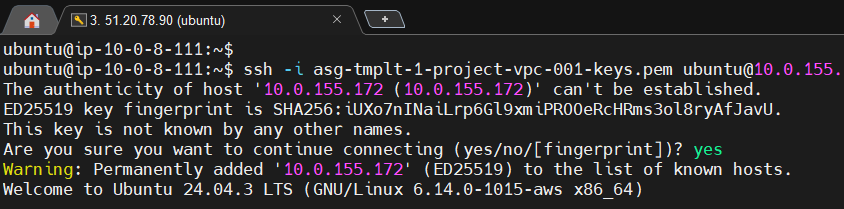 3. 51.20.78.90 (ubuntu)
ubuntu@ip-10-0-8-111:~$
ubuntu@ip-10-0-8-111:~$ ssh -i asg-tmplt-1-project-vpc-001-keys.pem ubuntu@10.0.155.
The authenticity of host '10.0.155.172 (10.0.155.172)' can't be established.
ED25519 key fingerprint is SHA256:iUXo7nINaiLrp6Gl9xmiPROOeRcHRms3ol8ryAfJavU.
This key is not known by any other names.
Are you sure you want to continue connecting (yes/no/[fingerprint])? yes
Warning: Permanently added '10.0.155.172' (ED25519) to the list of known hosts.
Welcome to Ubuntu 24.04.3 LTS (GNU/Linux 6.14.0-1015-aws x86_64)